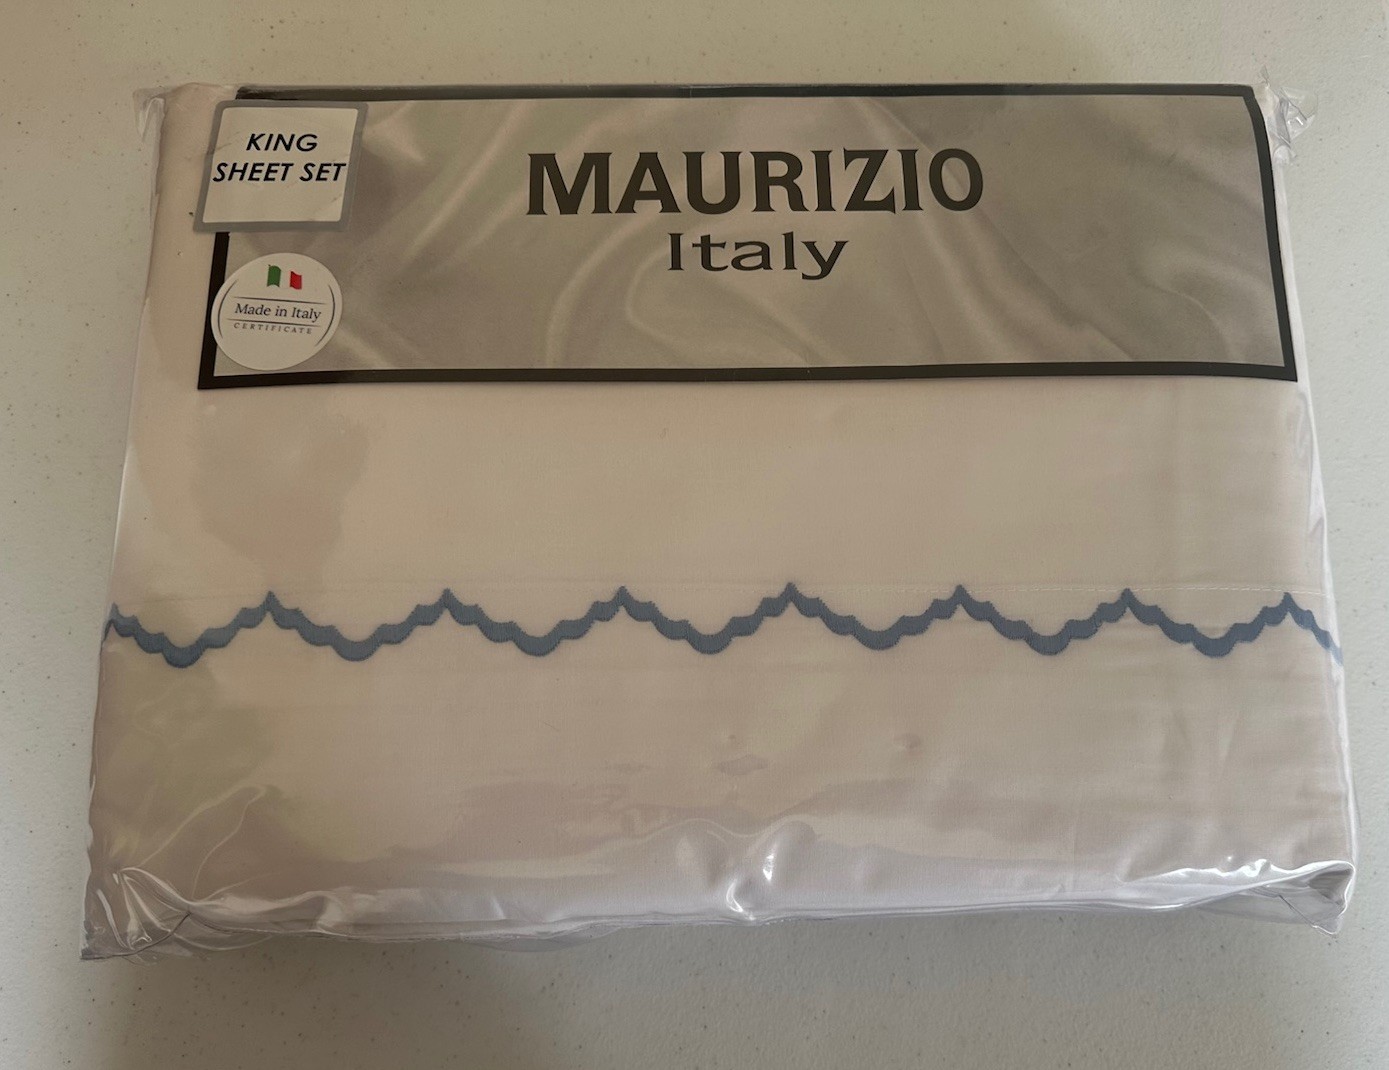 KING
SHEET SET
MAURIZIO
Italy
Made in Italy
CERTIFICATE